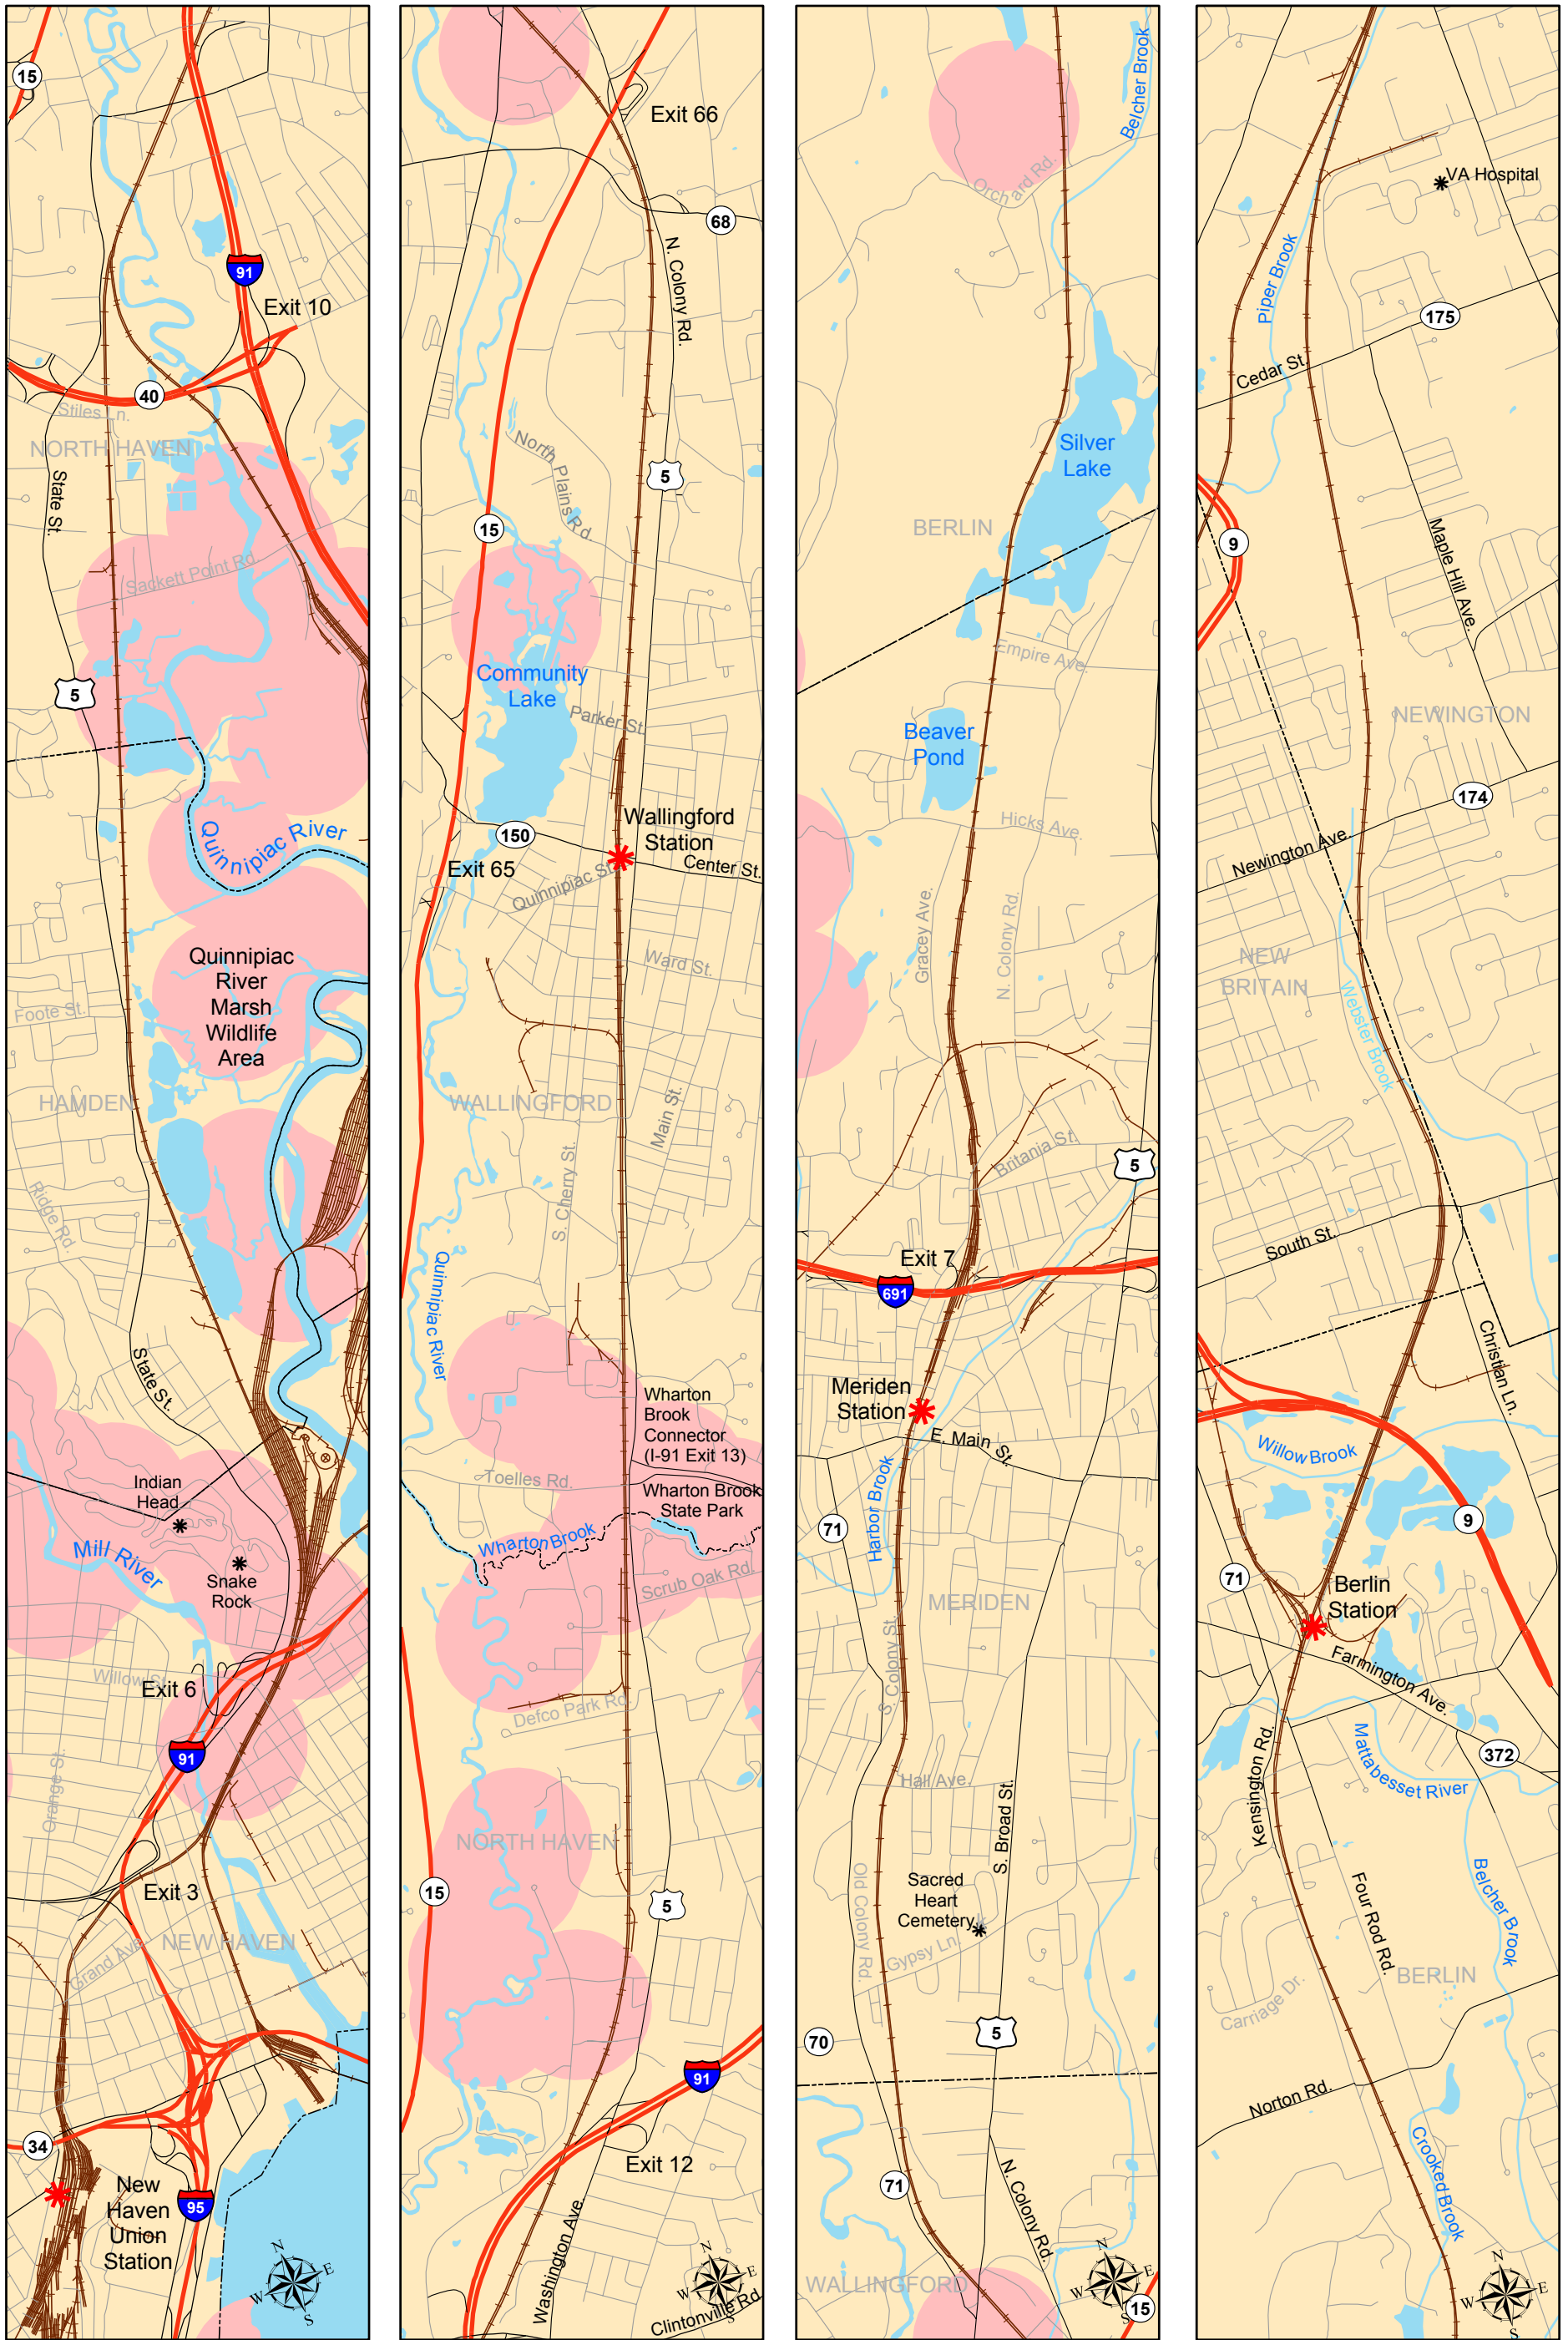 15
91
Exit 10
40
Stiles Ln.
NORTH HAVEN
State St.
Sackett Point Rd.
5
Quinnipiac River
Quinnipiac
River
Marsh
Wildlife
Area
Foote St.
HAMDEN
Ridge Rd.
State St.
Indian
Head
Mill River
Snake
Rock
Willow St.
Exit 6
91
Orange St.
Exit 3
NEW HAVEN
Grand Ave.
34
New
Haven
Union
Station
95
N
E
W
S
Exit 66
68
N. Colony Rd.
North Plains Rd.
5
15
Community
Lake
Parker St.
Wallingford
Station
150
Center St.
Exit 65
Quinnipiac St.
Ward St.
WALLINGFORD
Main St.
S. Cherry St.
Quinnipiac River
Wharton
Brook
Connector
(I-91 Exit 13)
Toelles Rd.
Wharton Brook
State Park
Wharton Brook
Scrub Oak Rd.
Defco Park Rd.
NORTH HAVEN
15
5
91
Exit 12
Washington Ave.
Clintonville Rd
N
E
W
S
Belcher Brook
Orchard Rd.
Silver
Lake
BERLIN
Empire Ave.
Beaver
Pond
Hicks Ave.
Gracey Ave.
N. Colony Rd.
Britania St.
5
Exit 7
691
Meriden
Station
E. Main St.
Harbor Brook
71
MERIDEN
S. Colony St.
Hall Ave.
S. Broad St.
Sacred
Heart
Cemetery
Old Colony Rd.
Gypsy Ln.
70
5
71
N. Colony Rd.
WALLINGFORD
15
N
E
W
S
VA Hospital
Piper Brook
175
Cedar St.
9
Maple Hill Ave.
NEWINGTON
174
Newington Ave.
NEW
BRITAIN
Webster Brook
South St.
Christian Ln.
Willow Brook
9
71
Berlin
Station
Farmington Ave.
Kensington Rd.
Mattabesset River
372
Four Rod Rd.
Belcher Brook
BERLIN
Carriage Dr.
Norton Rd.
Crooked Brook
N
E
W
S